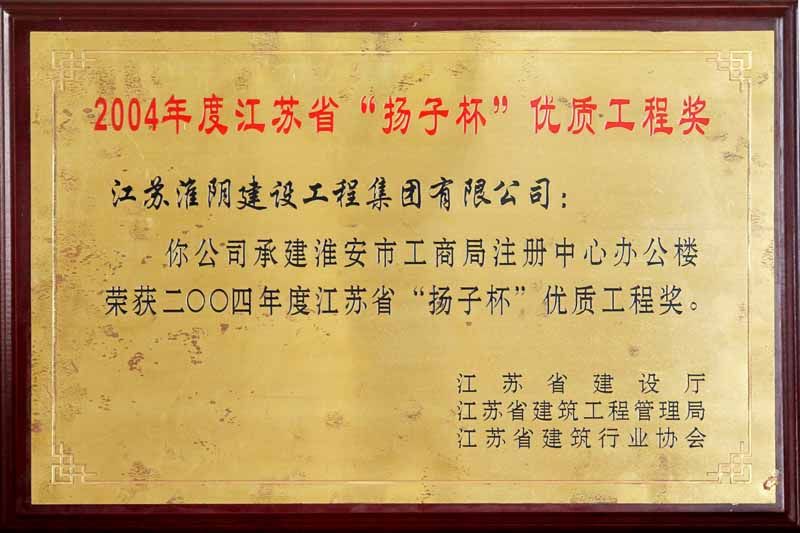 2004年度江苏省“扬子杯”优质工程奖
江苏淮阴建设工程集团有限公司：
你公司承建淮安市工商局注册中心办公楼
荣获二〇〇四年度江苏省“扬子杯”优质工程奖。
江苏省建设厅
江苏省建筑工程管理局
江苏省建筑行业协会